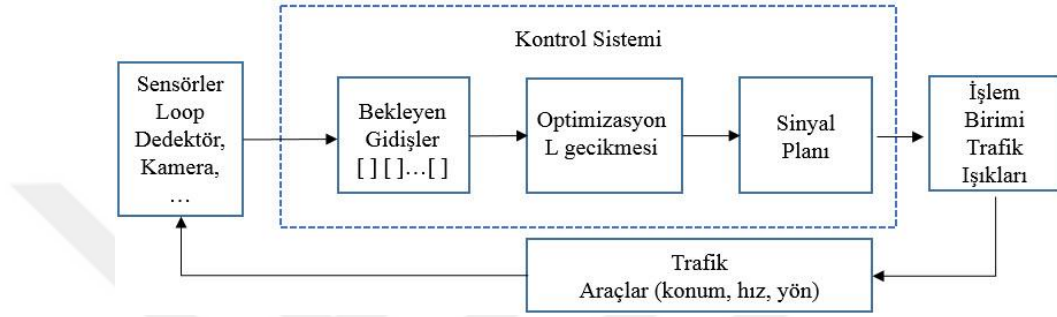 Kontrol Sistemi
Sensörler
Loop
Dedektör,
Kamera,
…
Bekleyen
Gidişler
[ ] [ ]…[ ]
Optimizasyon
L gecikmesi
Sinyal
Planı
İşlem
Birimi
Trafik
Işıkları
Trafik
Araçlar (konum, hız, yön)